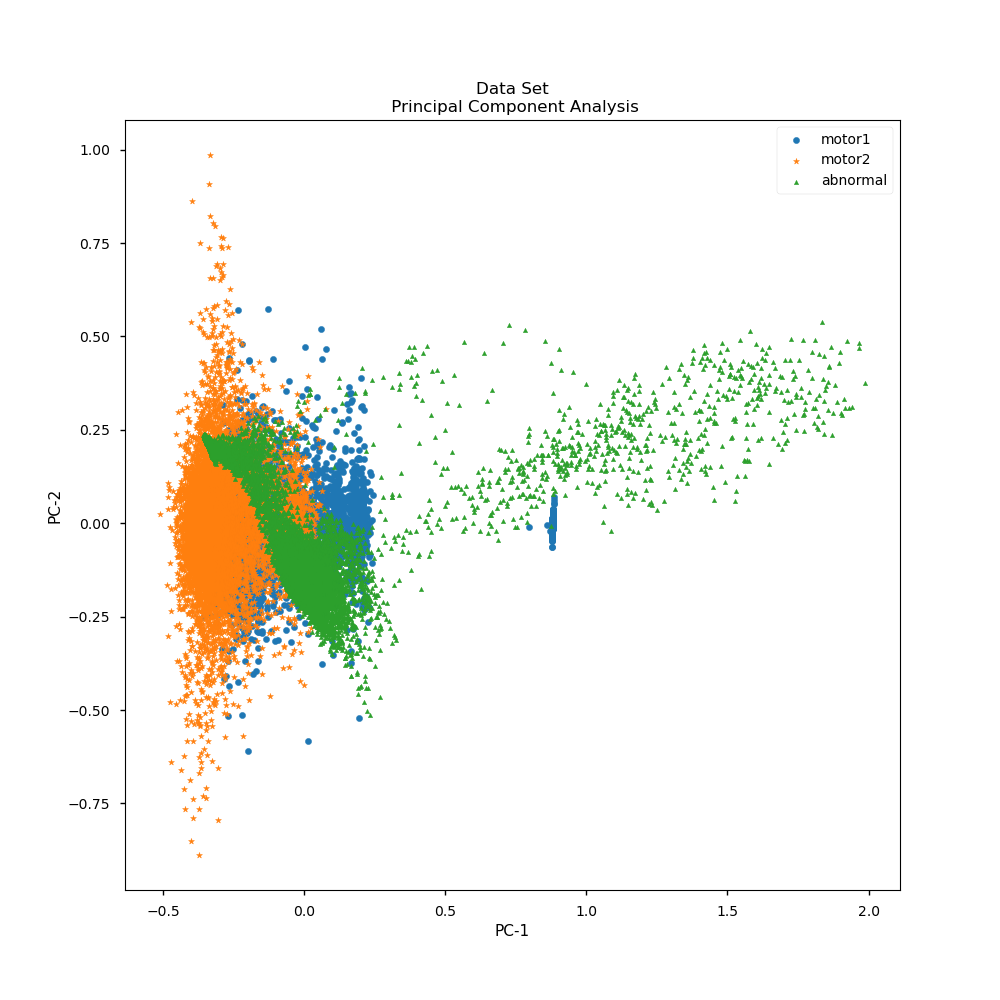 Data Set
Principal Component Analysis
motor1
motor2
abnormal
1.00
0.75
0.50
0.25
0.00
−0.25
−0.50
−0.75
PC-2
−0.5
0.0
0.5
1.0
1.5
2.0
PC-1